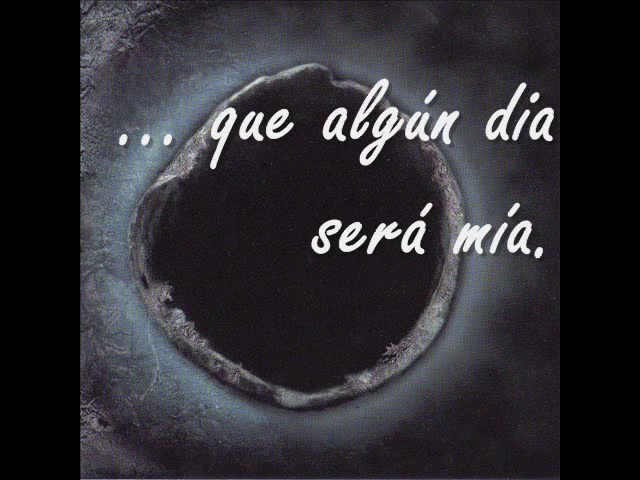 ... que algún dia
será mía.